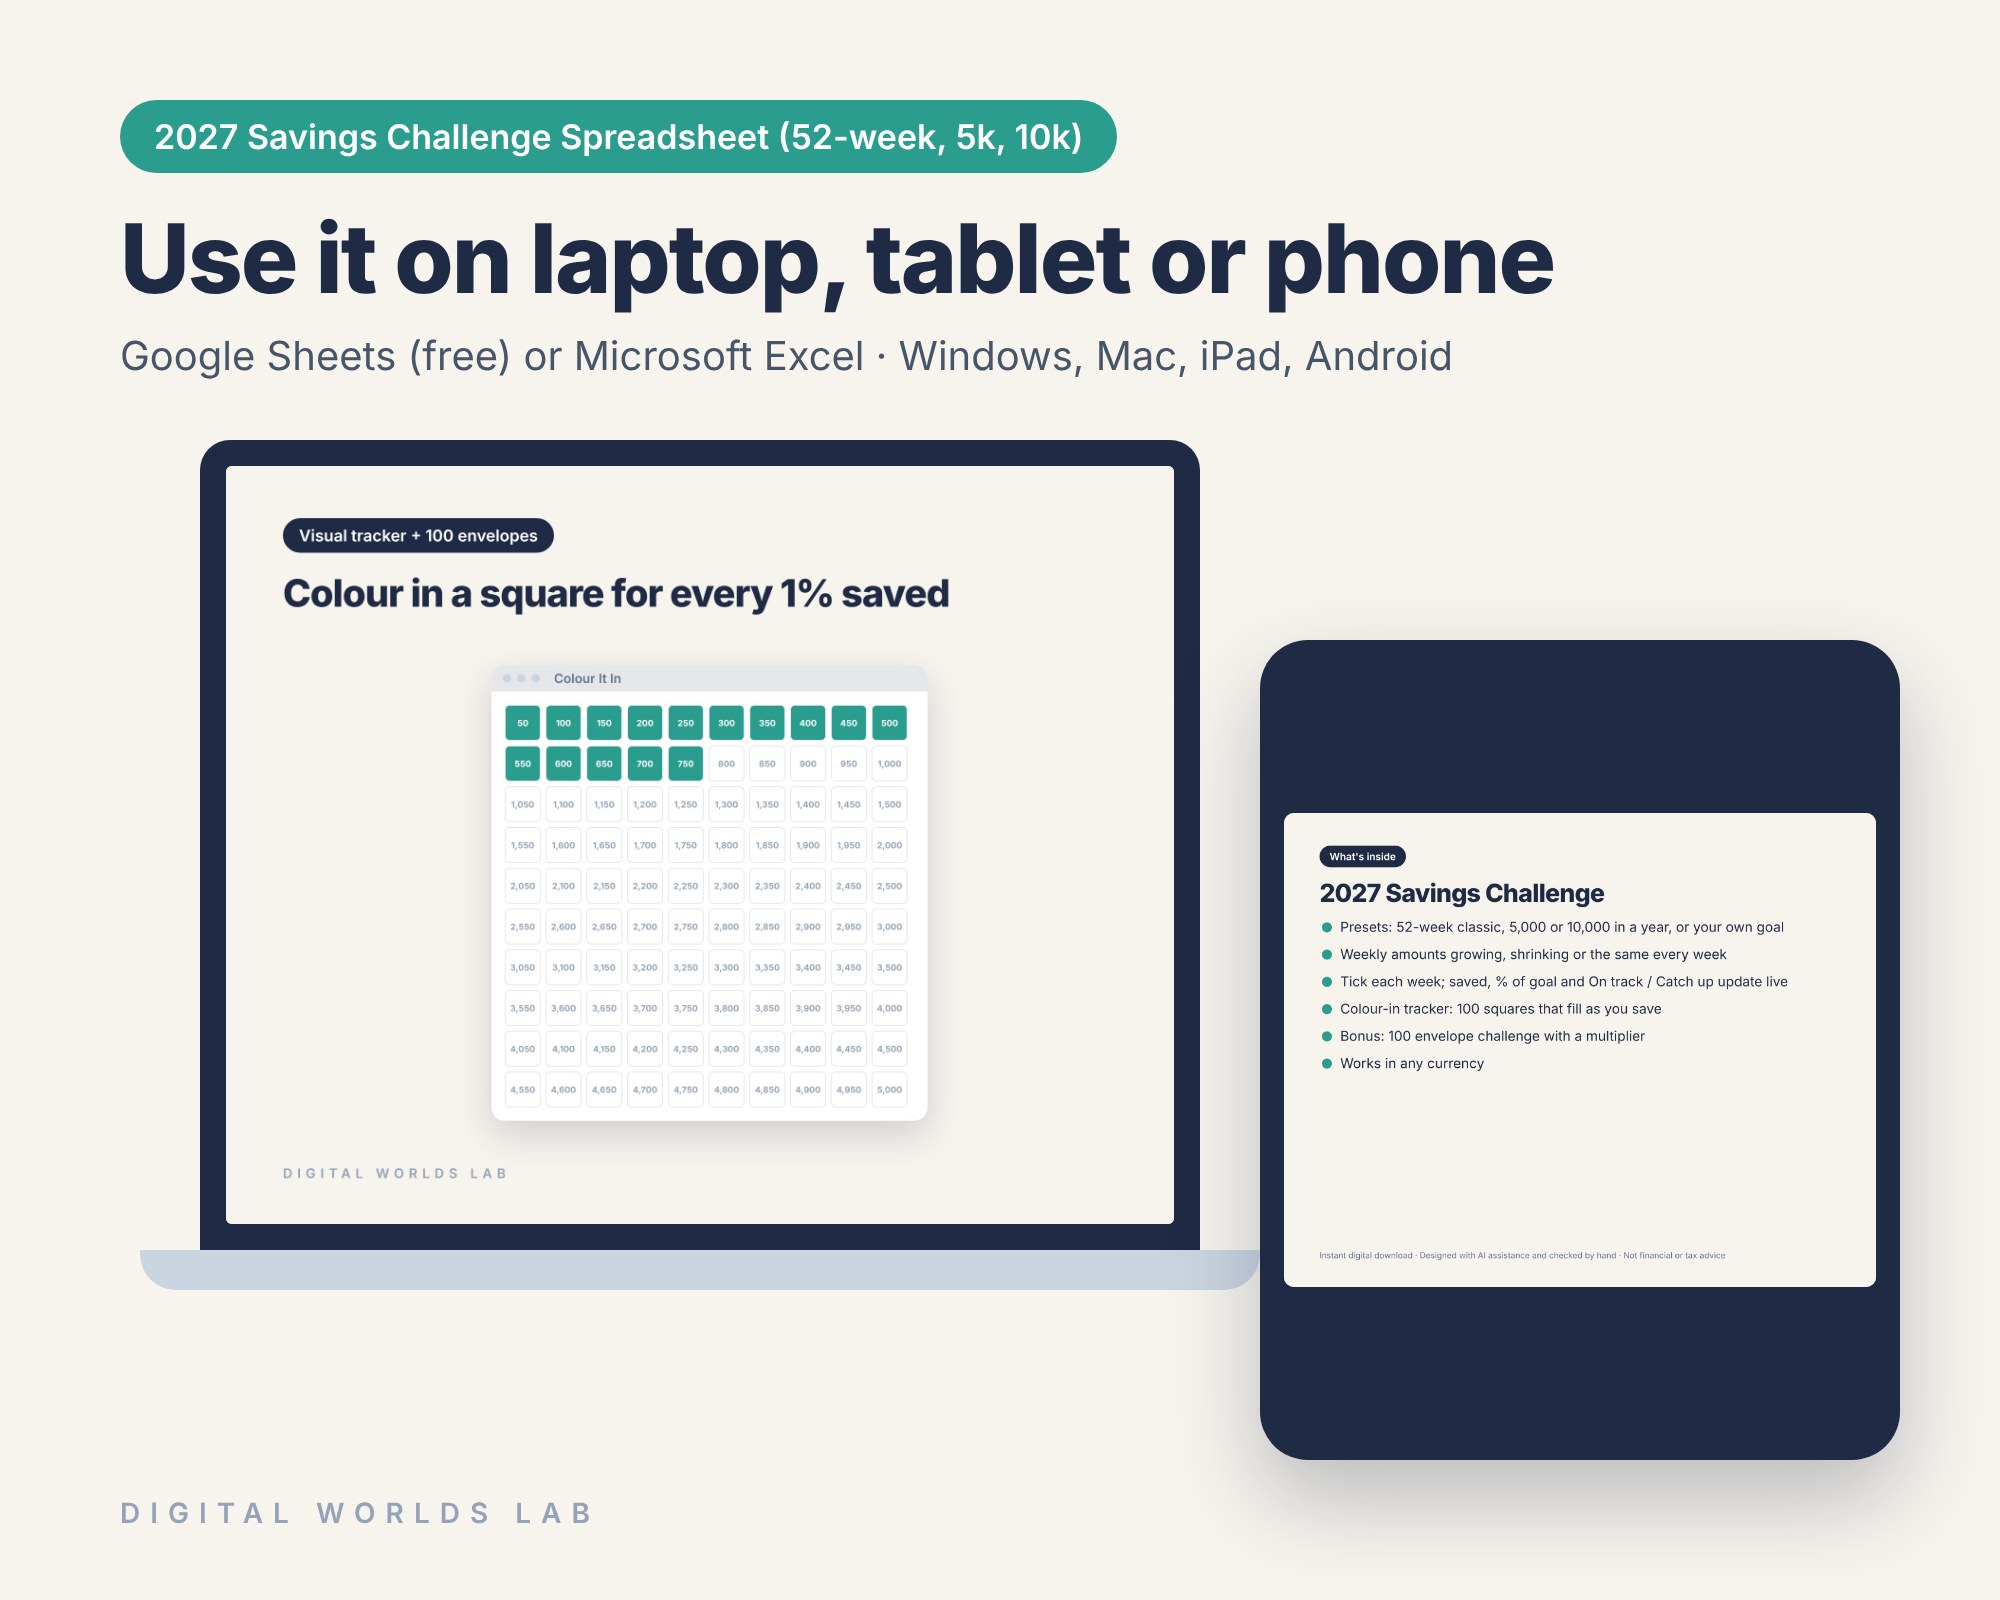 2027 Savings Challenge Spreadsheet (52-week, 5k, 10k)
Use it on laptop, tablet or phone
Google Sheets (free) or Microsoft Excel · Windows, Mac, iPad, Android
Visual tracker + 100 envelopes
Colour in a square for every 1% saved
Colour It In
50 100 150 200 250 300 350 400 450 500
550 600 650 700 750 800 850 900 950 1,000
1,050 1,100 1,150 1,200 1,250 1,300 1,350 1,400 1,450 1,500
1,550 1,600 1,650 1,700 1,750 1,800 1,850 1,900 1,950 2,000
2,050 2,100 2,150 2,200 2,250 2,300 2,350 2,400 2,450 2,500
2,550 2,600 2,650 2,700 2,750 2,800 2,850 2,900 2,950 3,000
3,050 3,100 3,150 3,200 3,250 3,300 3,350 3,400 3,450 3,500
3,550 3,600 3,650 3,700 3,750 3,800 3,850 3,900 3,950 4,000
4,050 4,100 4,150 4,200 4,250 4,300 4,350 4,400 4,450 4,500
4,550 4,600 4,650 4,700 4,750 4,800 4,850 4,900 4,950 5,000
DIGITAL WORLDS LAB
What's inside
2027 Savings Challenge
Presets: 52-week classic, 5,000 or 10,000 in a year, or your own goal
Weekly amounts growing, shrinking or the same every week
Tick each week; saved, % of goal and On track / Catch up update live
Colour-in tracker: 100 squares that fill as you save
Bonus: 100 envelope challenge with a multiplier
Works in any currency
Instant digital download · Designed with AI assistance and checked by hand · Not financial or tax advice
DIGITAL WORLDS LAB